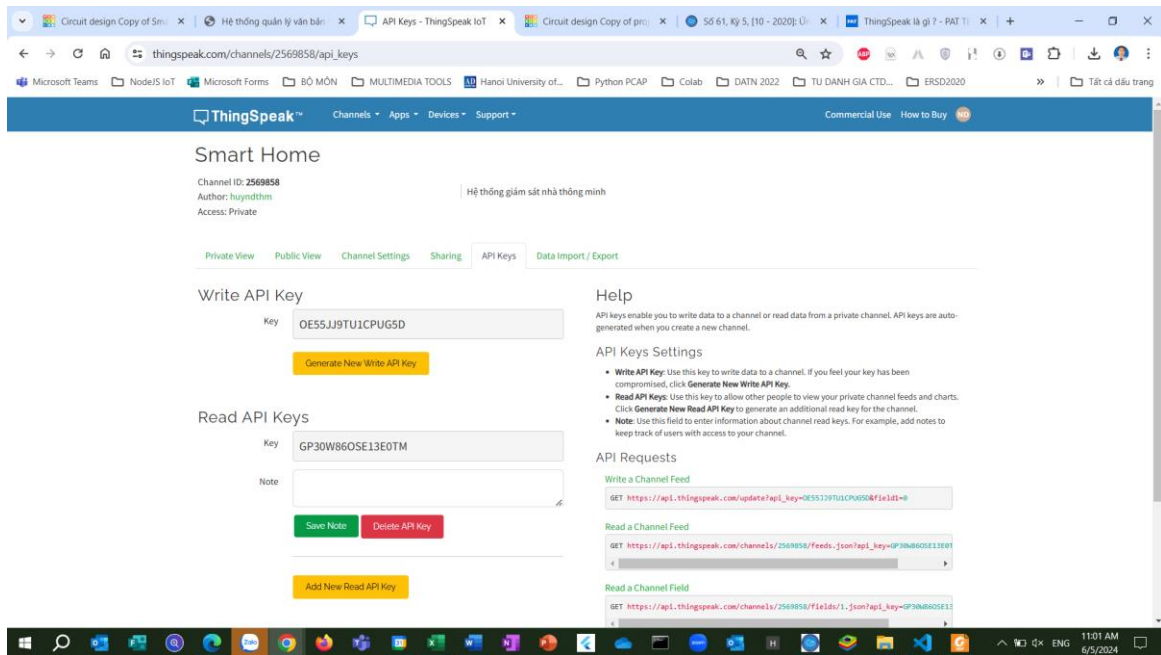 Circuit design Copy of Sm
Hệ thống quản lý văn bản
API Keys - ThingSpeak IoT
Circuit design Copy of pro
Số 61, Kỳ 5, [10 - 2020]:
ThingSpeak là gì ? - PAT
thingspeak.com/channels/2569858/api_keys
Microsoft Teams
NodeJS IoT
Microsoft Forms
BỘ MÔN
MULTIMEDIA TOOLS
Hanoi University of...
Python PCAP
Colab
DATN 2022
TU DANH GIA CTD...
ERSD2020
»
Tất cả dấu trang
ThingSpeak™
Channels
Apps
Devices
Support
Commercial Use
How to Buy
ND
Smart Home
Channel ID: 2569858
Author: huyndthm
Access: Private
Hệ thống giám sát nhà thông minh
Private View
Public View
Channel Settings
Sharing
API Keys
Data Import / Export
Write API Key
Key
OE55JJ9TU1CPUG5D
Generate New Write API Key
Read API Keys
Key
GP30W86OSE13E0TM
Note
Save Note
Delete API Key
Add New Read API Key
Help
API keys enable you to write data to a channel or read data from a private channel. API keys are auto-
generated when you create a new channel.
API Keys Settings
• Write API Key: Use this key to write data to a channel. If you feel your key has been
compromised, click Generate New Write API Key.
• Read API Keys: Use this key to allow other people to view your private channel feeds and charts.
Click Generate New Read API Key to generate an additional read key for the channel.
• Note: Use this field to enter information about channel read keys. For example, add notes to
keep track of users with access to your channel.
API Requests
Write a Channel Feed
GET https://api.thingspeak.com/update?api_key=OE55JJ9TU1CPUG5D&field1=0
Read a Channel Feed
GET https://api.thingspeak.com/channels/2569858/feeds.json?api_key=GP30W86OSE13E0T
Read a Channel Field
GET https://api.thingspeak.com/channels/2569858/fields/1.json?api_key=GP30W86OSE13
Zalo
ENG
11:01 AM
6/5/2024